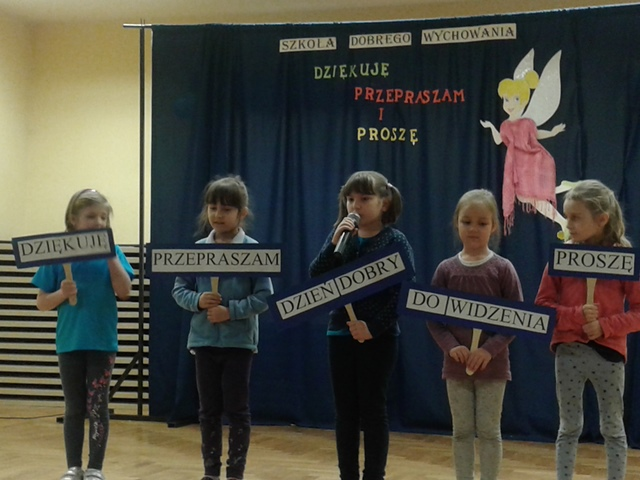 SZKOŁA DOBREGO WYCHOWANIA
DZIĘKUJĘ
PRZEPRASZAM
I
PROSZĘ
DZIĘKUJĘ
PRZEPRASZAM
DZIEŃ DOBRY
DO WIDZENIA
PROSZĘ